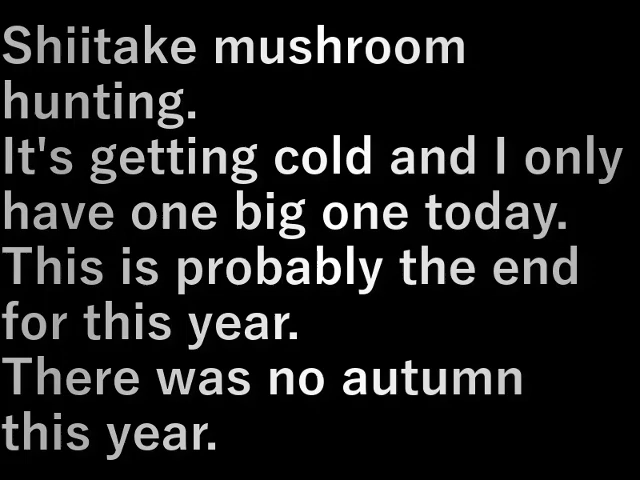 Shiitake mushroom
hunting.
It's getting cold and I only
have one big one today.
This is probably the end
for this year.
There was no autumn
this year.